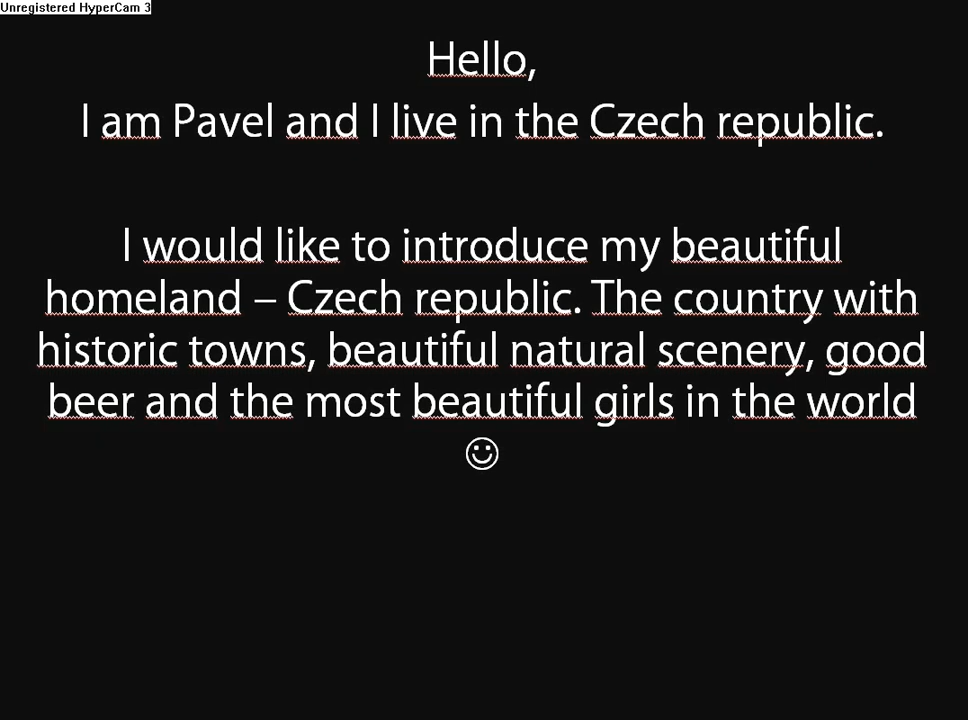 Unregistered HyperCam 3
Hello,
I am Pavel and I live in the Czech republic.
I would like to introduce my beautiful
homeland – Czech republic. The country with
historic towns, beautiful natural scenery, good
beer and the most beautiful girls in the world
☺